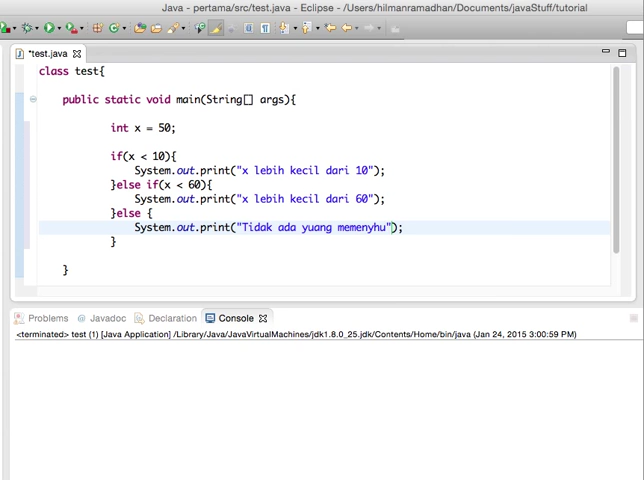 Java - pertama/src/test.java - Eclipse - /Users/hilmanramadhan/Documents/javaStuff/tutorial
*test.java
class test{
public static void main(String[] args){
int x = 50;
if(x < 10){
System.out.print("x lebih kecil dari 10");
}else if(x < 60){
System.out.print("x lebih kecil dari 60");
}else {
System.out.print("Tidak ada yuang memenyhu");
}
}
Problems @ Javadoc Declaration Console
<terminated> test (1) [Java Application] /Library/Java/JavaVirtualMachines/jdk1.8.0_25.jdk/Contents/Home/bin/java (Jan 24, 2015 3:00:59 PM)